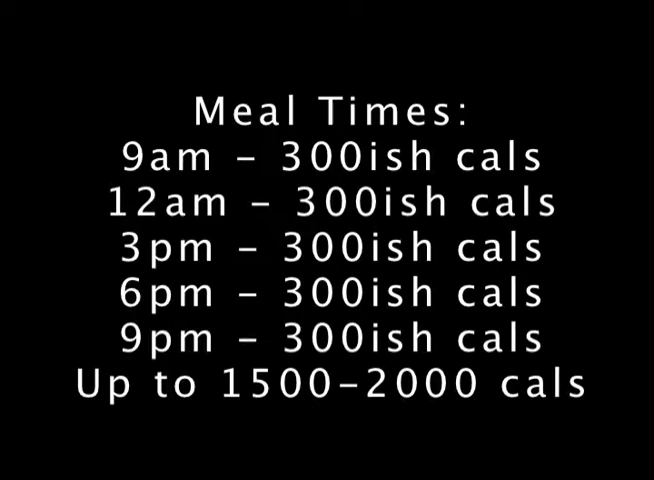 Meal Times:
9am - 300ish cals
12am - 300ish cals
3pm - 300ish cals
6pm - 300ish cals
9pm - 300ish cals
Up to 1500-2000 cals